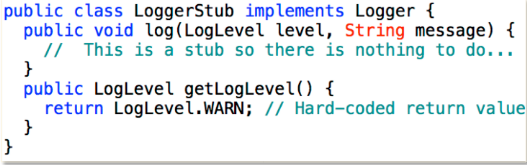 public class LoggerStub implements Logger {
  public void log(LogLevel level, String message) {
    //  This is a stub so there is nothing to do...
  }
  public LogLevel getLogLevel() {
    return LogLevel.WARN; // Hard-coded return value
  }
}